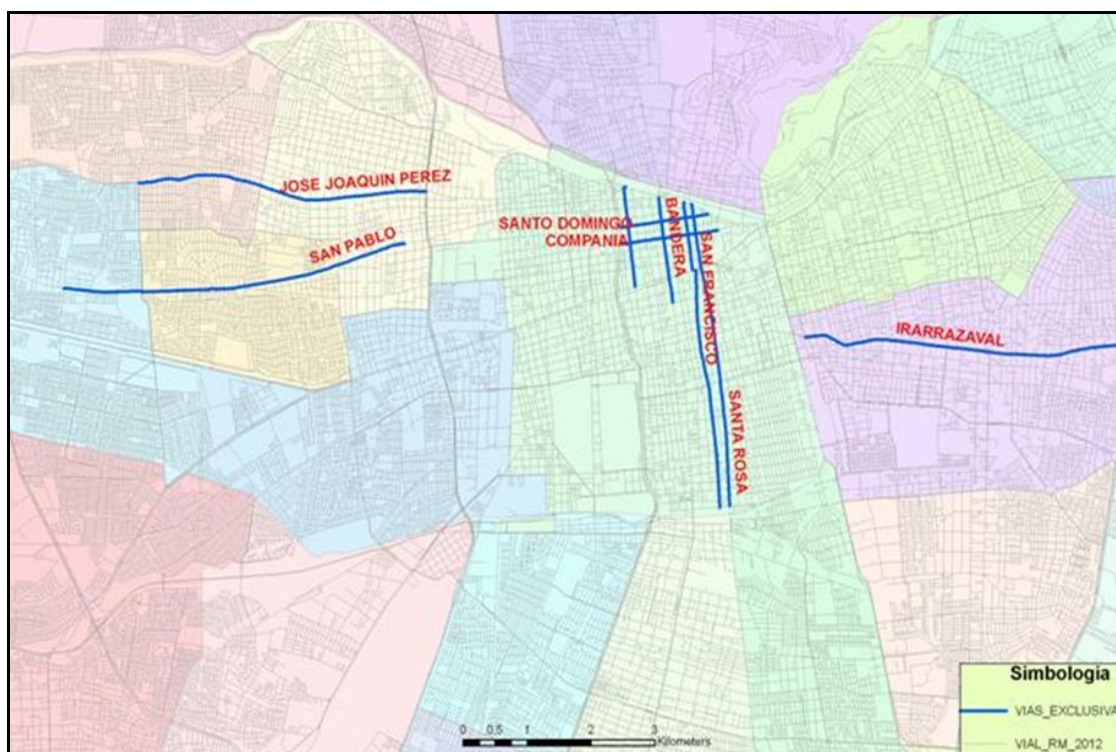 JOSE JOAQUIN PEREZ
SAN PABLO
SANTO DOMINGO
COMPANIA
BANDERA
SAN FRANCISCO
SANTA ROSA
IRARRAZAVAL
0 0.5 1 2 3
Kilometers
Simbologia
VIAS_EXCLUSIVA
VIAL_RM_2012